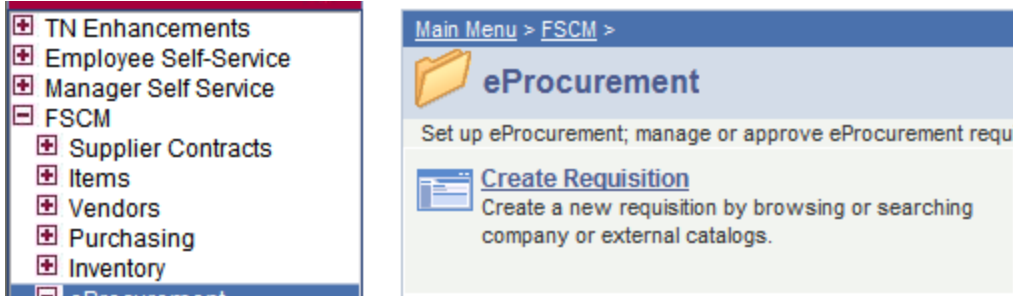 TN Enhancements
Employee Self-Service
Manager Self Service
FSCM
Supplier Contracts
Items
Vendors
Purchasing
Inventory
eProcurement
Main Menu > FSCM >
eProcurement
Set up eProcurement; manage or approve eProcurement requ
Create Requisition
Create a new requisition by browsing or searching
company or external catalogs.